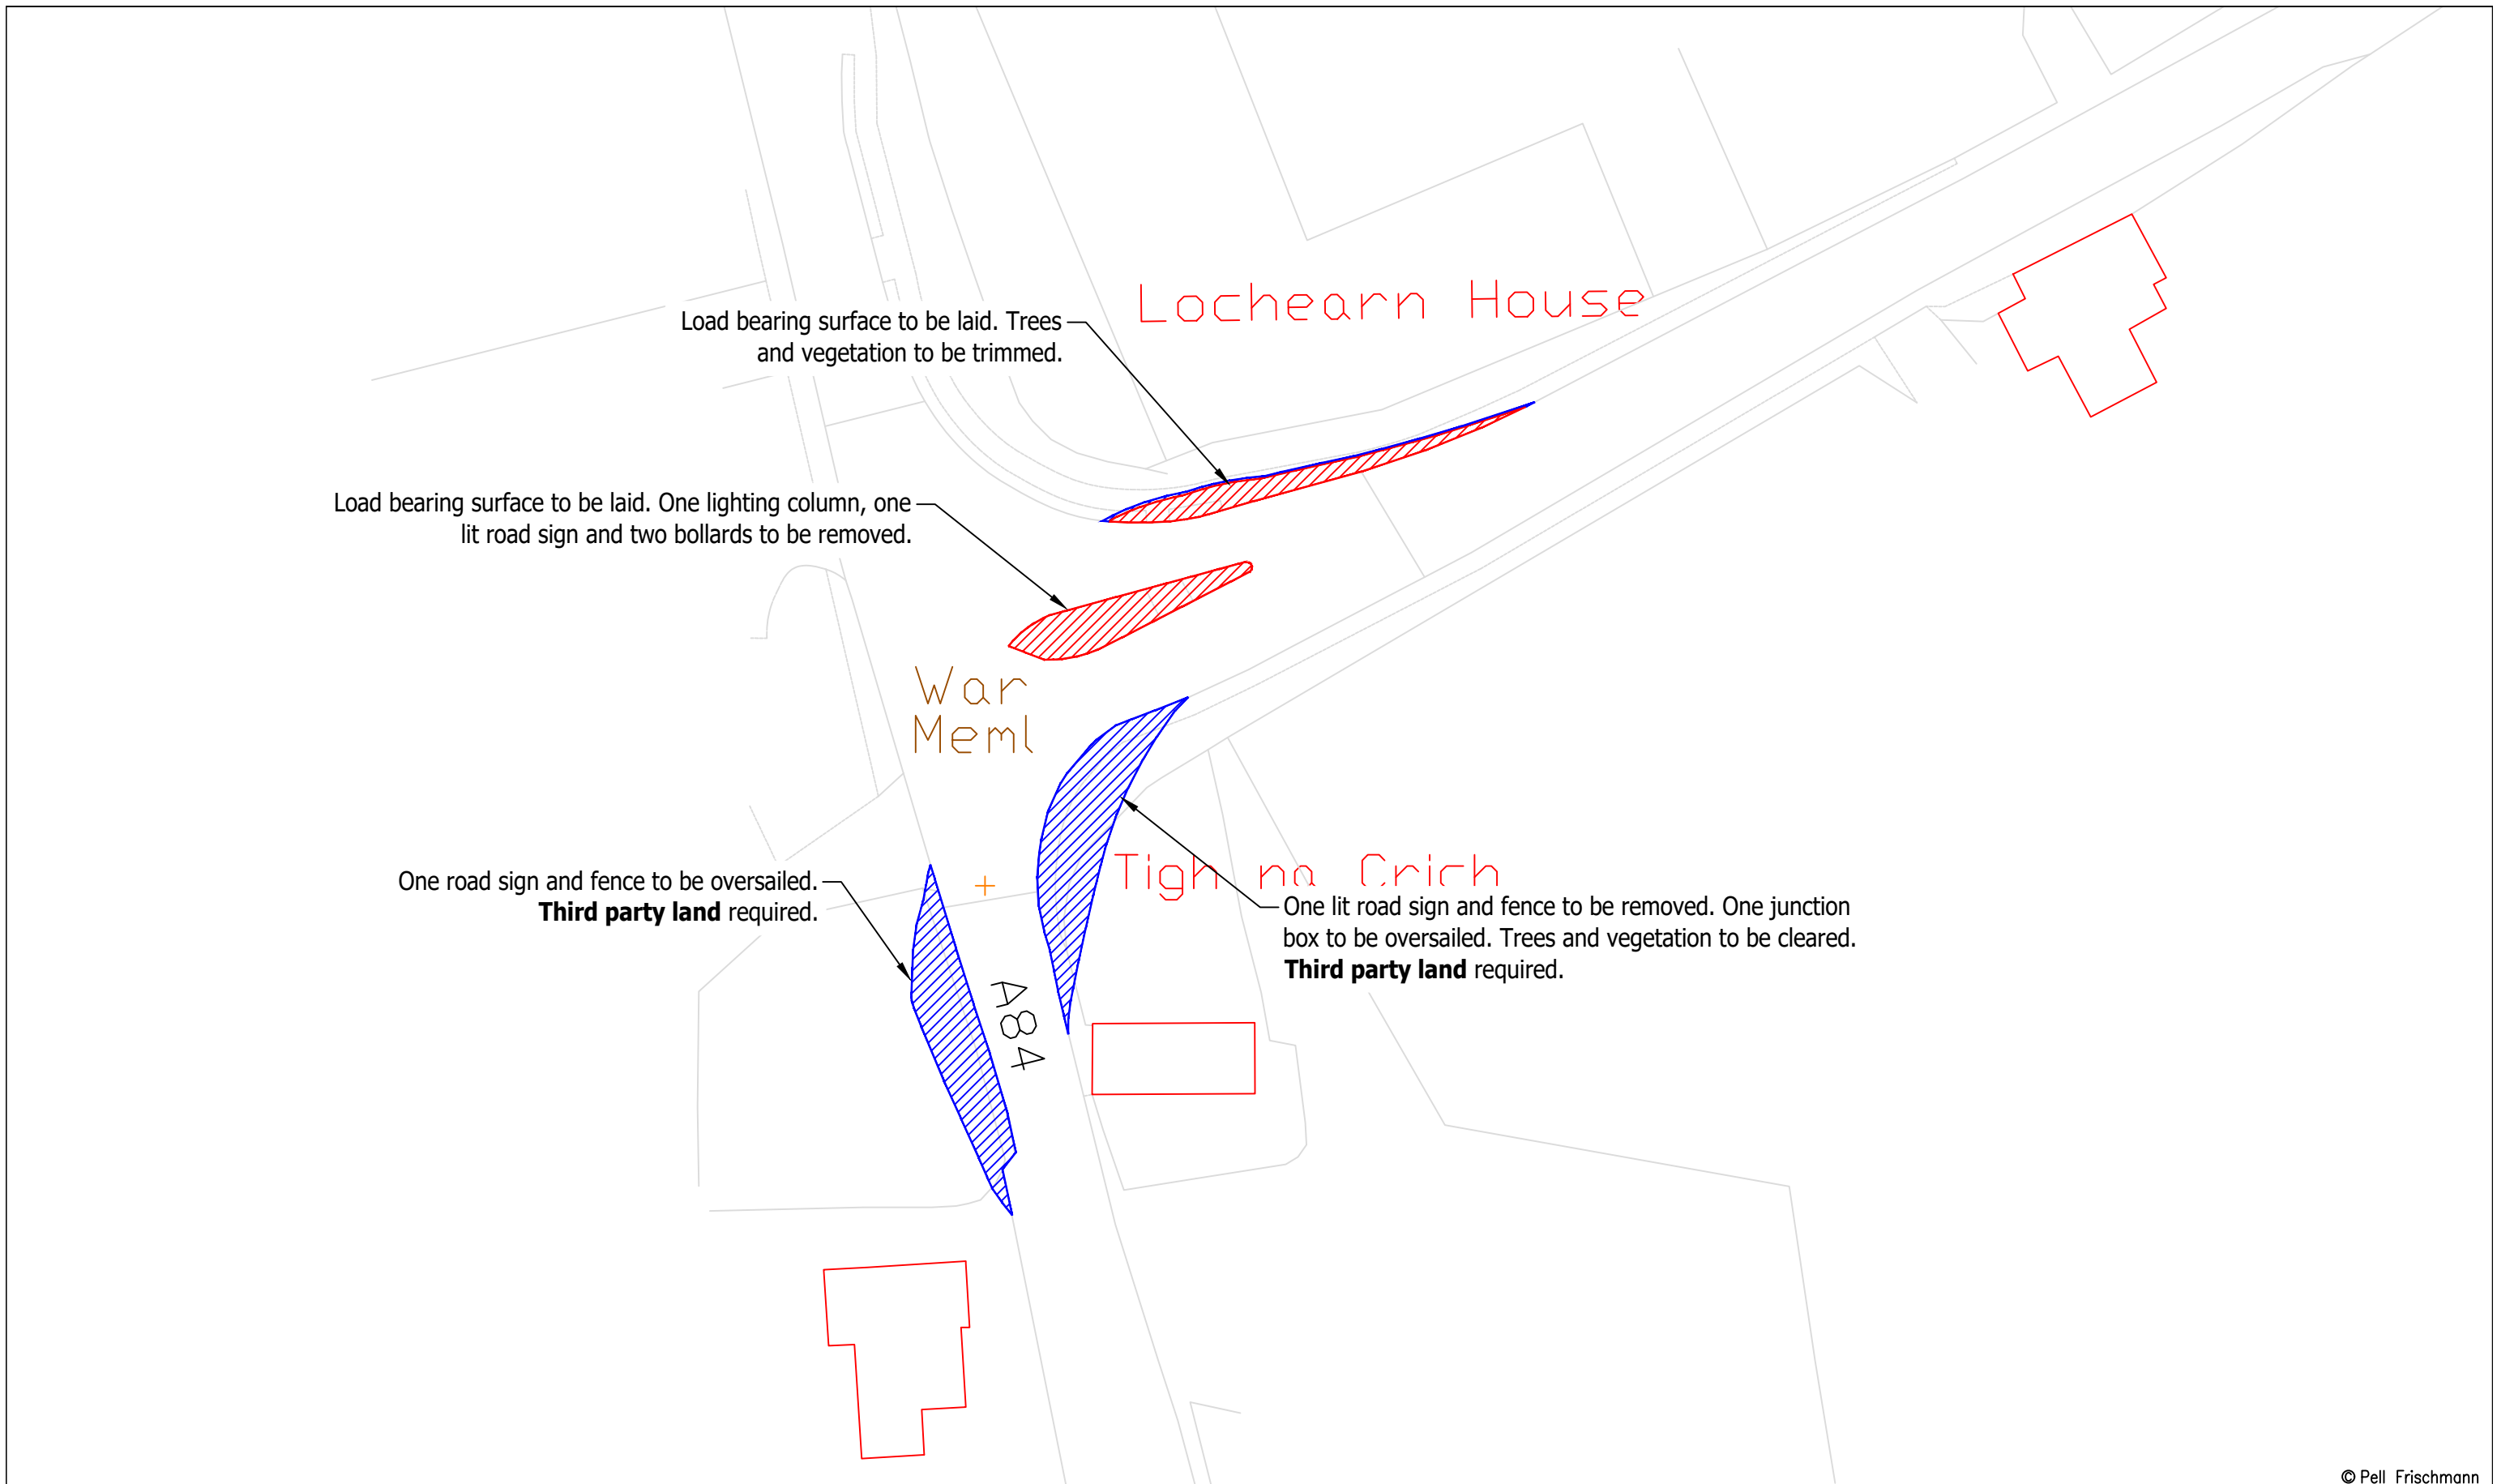 Lochearn House
Load bearing surface to be laid. Trees
and vegetation to be trimmed.
Load bearing surface to be laid. One lighting column, one
lit road sign and two bollards to be removed.
War
Meml
Tigh na Crich
One road sign and fence to be oversailed.
Third party land required.
One lit road sign and fence to be removed. One junction
box to be oversailed. Trees and vegetation to be cleared.
Third party land required.
A84
© Pell Frischmann